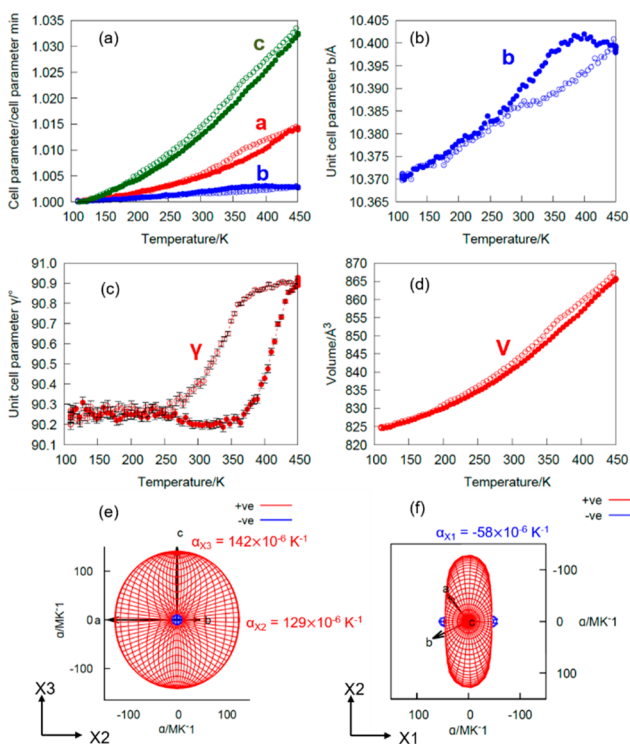 (a)
Cell parameter/cell parameter min
1.035
1.030
1.025
1.020
1.015
1.010
1.005
1.000
c
a
b
100 150 200 250 300 350 400 450
Temperature/K
(b)
Unit cell parameter b/Å
10.400
10.395
10.390
10.385
10.380
10.375
10.370
10.365
b
100 150 200 250 300 350 400 450
Temperature/K
(c)
Unit cell parameter γ/°
91.0
90.9
90.8
90.7
90.6
90.5
90.4
90.3
90.2
90.1
γ
100 150 200 250 300 350 400 450
Temperature/K
(d)
Volume/Å³
870
865
860
855
850
845
840
835
830
825
820
V
100 150 200 250 300 350 400 450
Temperature/K
(e)
+ve
-ve
αX3 = 142×10⁻⁶ K⁻¹
c
a
b
αX2 = 129×10⁻⁶ K⁻¹
α/MK⁻¹
100
0
-100
-100 0 100
α/MK⁻¹
X3
X2
(f)
+ve
-ve
αX1 = -58×10⁻⁶ K⁻¹
a
b
c
-100
0
100
α/MK⁻¹
-100 0 100
α/MK⁻¹
X2
X1